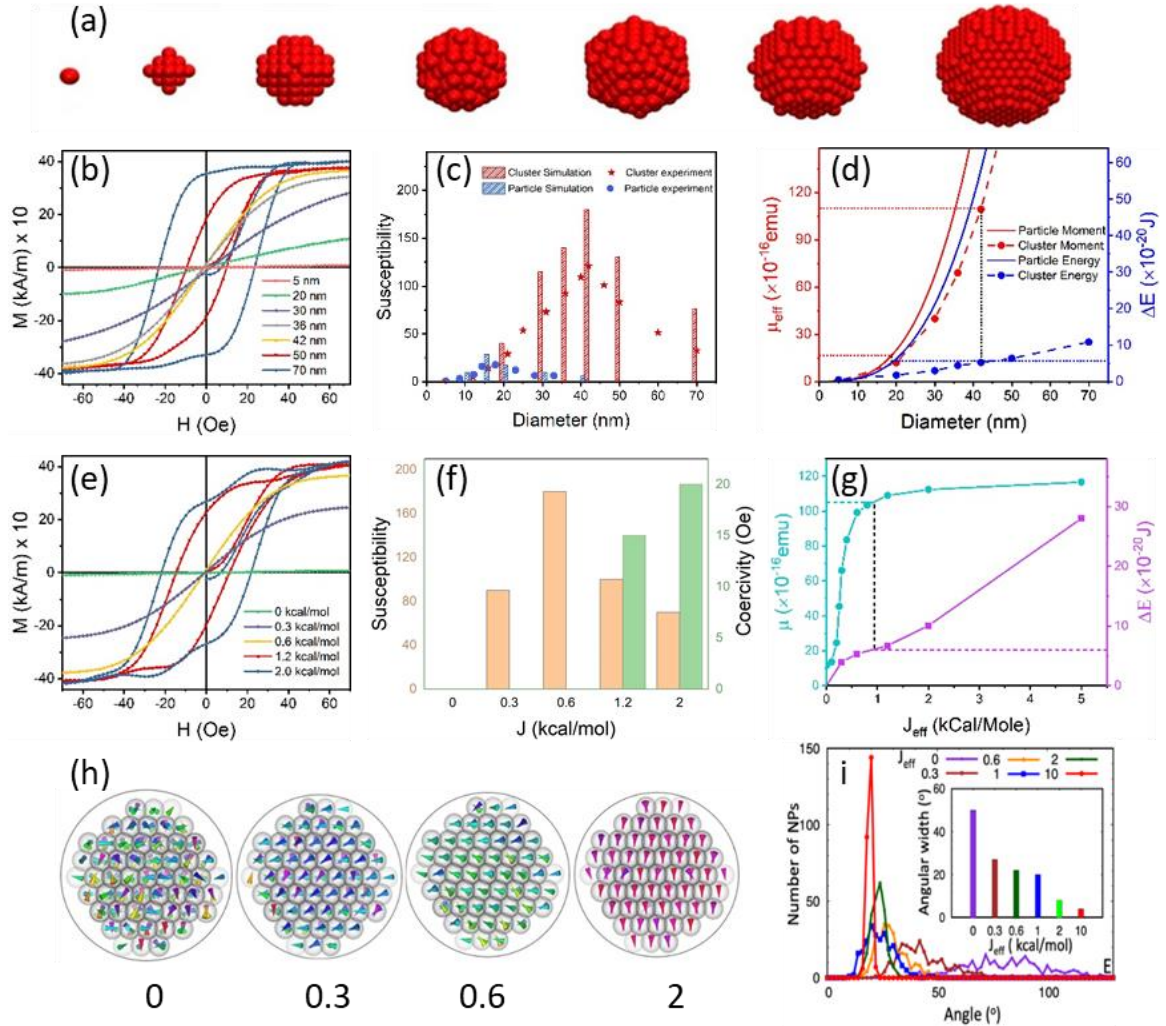 (a)
(b)
M (kA/m) x 10
40
20
0
-20
-40
-60 -40 -20 0 20 40 60
H (Oe)
5 nm
20 nm
30 nm
36 nm
42 nm
50 nm
70 nm
(c)
Susceptibility
200
150
100
50
0
0 10 20 30 40 50 60 70
Diameter (nm)
Cluster Simulation
Particle Simulation
Cluster experiment
Particle experiment
(d)
μeff (×10-16emu)
120
90
60
30
0
0 10 20 30 40 50 60 70
Diameter (nm)
ΔE (×10-20J)
60
50
40
30
20
10
0
Particle Moment
Cluster Moment
Particle Energy
Cluster Energy
(e)
M (kA/m) x 10
40
20
0
-20
-40
-60 -40 -20 0 20 40 60
H (Oe)
0 kcal/mol
0.3 kcal/mol
0.6 kcal/mol
1.2 kcal/mol
2.0 kcal/mol
(f)
Susceptibility
200
160
120
80
40
0
0 0.3 0.6 1.2 2
J (kcal/mol)
Coercivity (Oe)
20
15
10
5
0
(g)
μ (×10-16emu)
120
100
80
60
40
20
0
0 1 2 3 4 5
Jeff (kCal/Mole)
ΔE (×10-20J)
30
20
10
0
(h)
0 0.3 0.6 2
i
Number of NPs
150
100
50
0
0 50 100
Angle (°)
E
Jeff
0 0.6 2
0.3 1 10
Angular width (°)
60
40
20
0
0 0.3 0.6 1 2 10
Jeff ( kcal/mol)